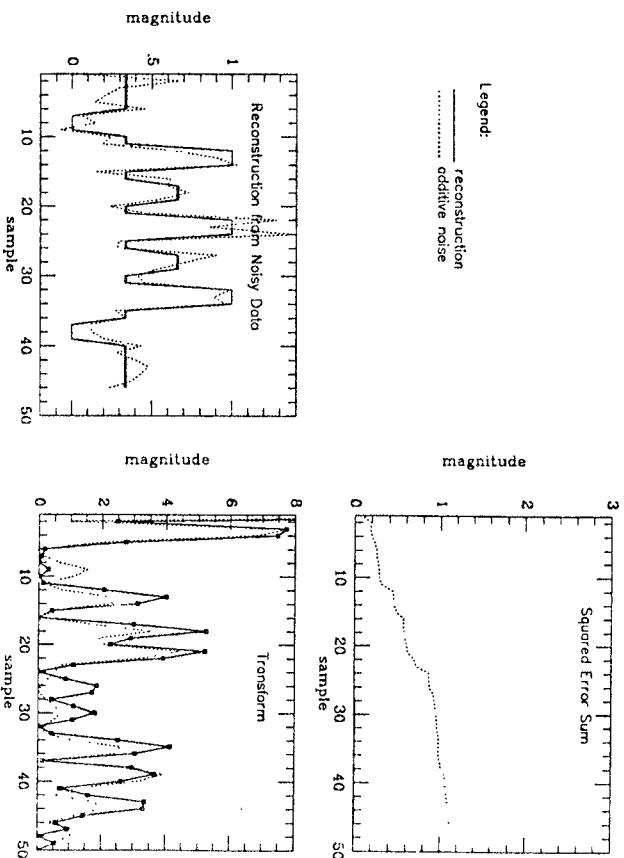 Legend:
reconstruction
additive noise
magnitude
0 .5 1
Reconstruction from Noisy Data
10 20 30 40 50
sample
magnitude
0 1 2 3
Squared Error Sum
10 20 30 40 50
sample
magnitude
0 2 4 6 8
Transform
10 20 30 40 50
sample